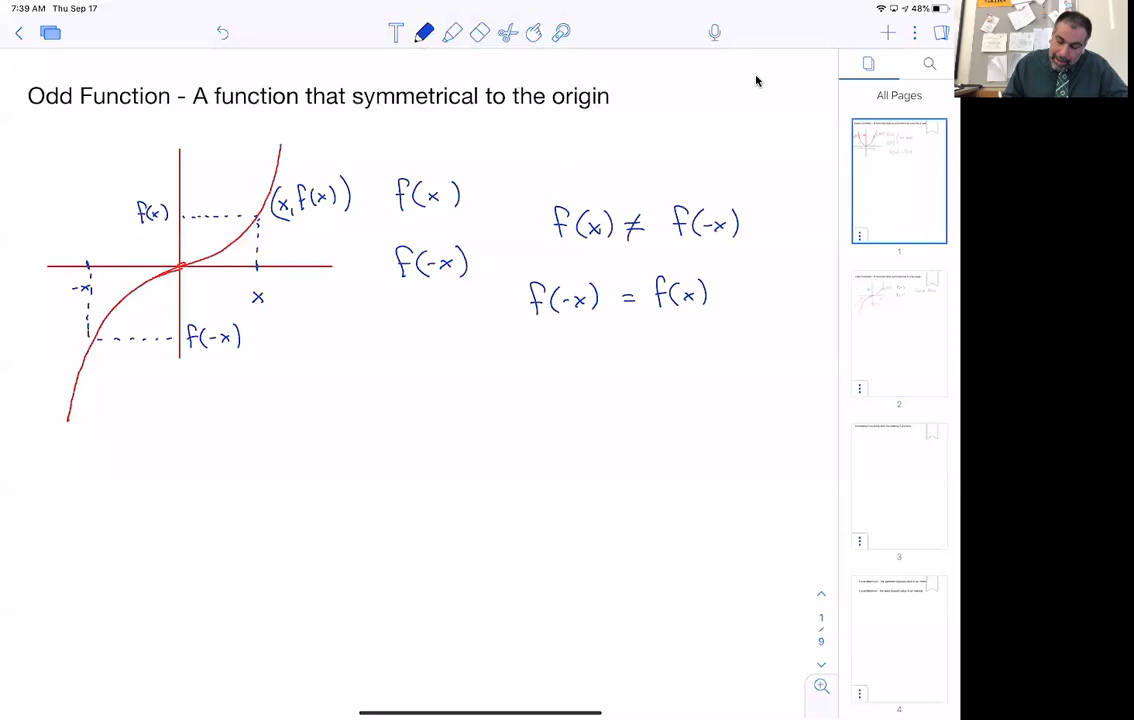 7:39 AM Thu Sep 17
48%
Odd Function - A function that symmetrical to the origin
f(x)
(x, f(x))
f(x)
f(x) ≠ f(-x)
f(-x)
-x
x
f(-x) = f(x)
f(-x)
All Pages
1
2
3
4
1
/
9